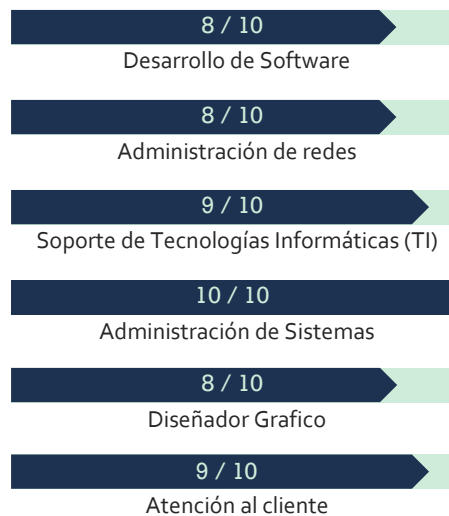 8 / 10
Desarrollo de Software
8 / 10
Administración de redes
9 / 10
Soporte de Tecnologías Informáticas (TI)
10 / 10
Administración de Sistemas
8 / 10
Diseñador Grafico
9 / 10
Atención al cliente